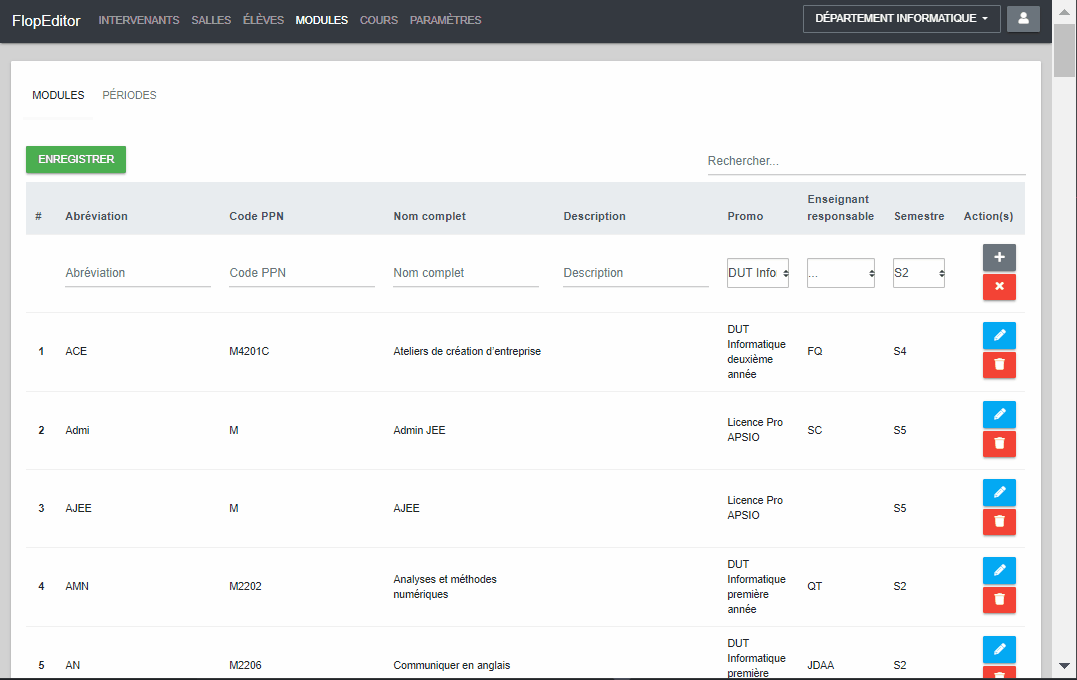 FlopEditor INTERVENANTS SALLES ÉLÈVES MODULES COURS PARAMÈTRES DÉPARTEMENT INFORMATIQUE
MODULES PÉRIODES
ENREGISTRER
Rechercher...
# Abréviation Code PPN Nom complet Description Promo Enseignant responsable Semestre Action(s)
Abréviation Code PPN Nom complet Description DUT Info ... S2
1 ACE M4201C Ateliers de création d'entreprise DUT Informatique deuxième année FQ S4
2 Admi M Admin JEE Licence Pro APSIO SC S5
3 AJEE M AJEE Licence Pro APSIO S5
4 AMN M2202 Analyses et méthodes numériques DUT Informatique première année QT S2
5 AN M2206 Communiquer en anglais DUT Informatique première JDAA S2